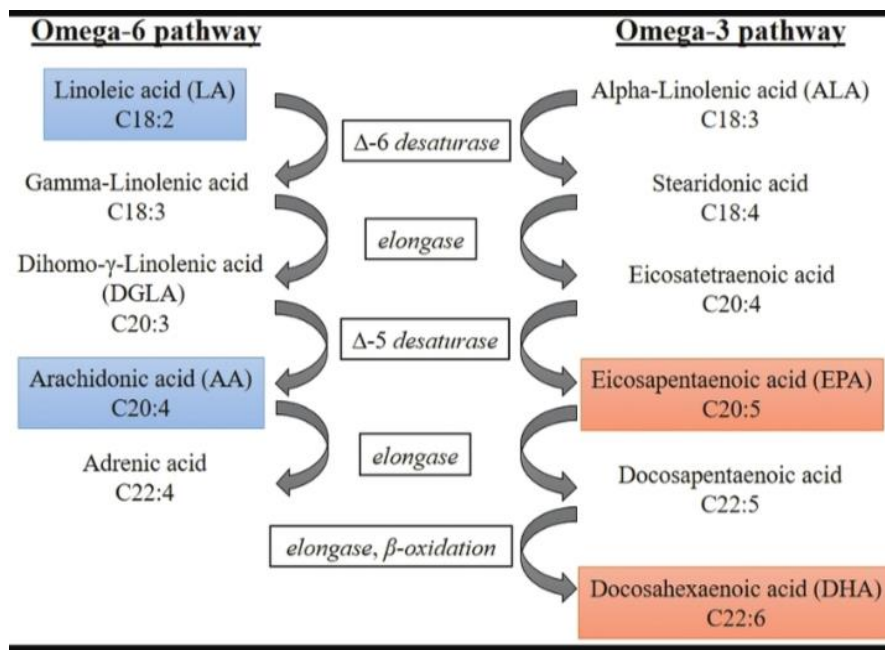 Omega-6 pathway
Omega-3 pathway
Linoleic acid (LA)
C18:2
Alpha-Linolenic acid (ALA)
C18:3
Δ-6 desaturase
Gamma-Linolenic acid
C18:3
Stearidonic acid
C18:4
elongase
Dihomo-γ-Linolenic acid
(DGLA)
C20:3
Eicosatetraenoic acid
C20:4
Δ-5 desaturase
Arachidonic acid (AA)
C20:4
Eicosapentaenoic acid (EPA)
C20:5
elongase
Adrenic acid
C22:4
Docosapentaenoic acid
C22:5
elongase, β-oxidation
Docosahexaenoic acid (DHA)
C22:6